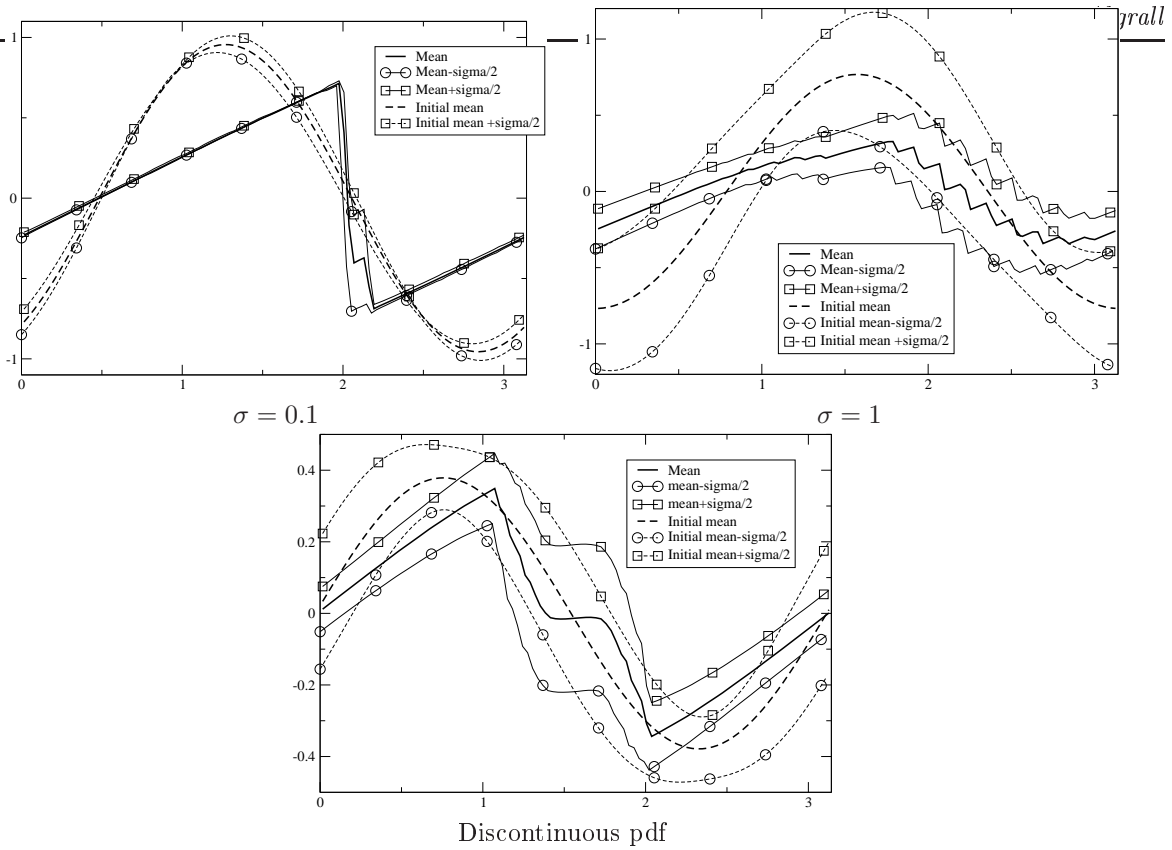 grall
1
0
-1
0
1
2
3
Mean
Mean-sigma/2
Mean+sigma/2
Initial mean
Initial mean +sigma/2
σ = 0.1
1
0
-1
0
1
2
3
Mean
Mean-sigma/2
Mean+sigma/2
Initial mean
Initial mean-sigma/2
Initial mean +sigma/2
σ = 1
0.4
0.2
0
-0.2
-0.4
0
1
2
3
Mean
mean-sigma/2
mean+sigma/2
Initial mean
Initial mean-sigma/2
Initial mean+sigma/2
Discontinuous pdf